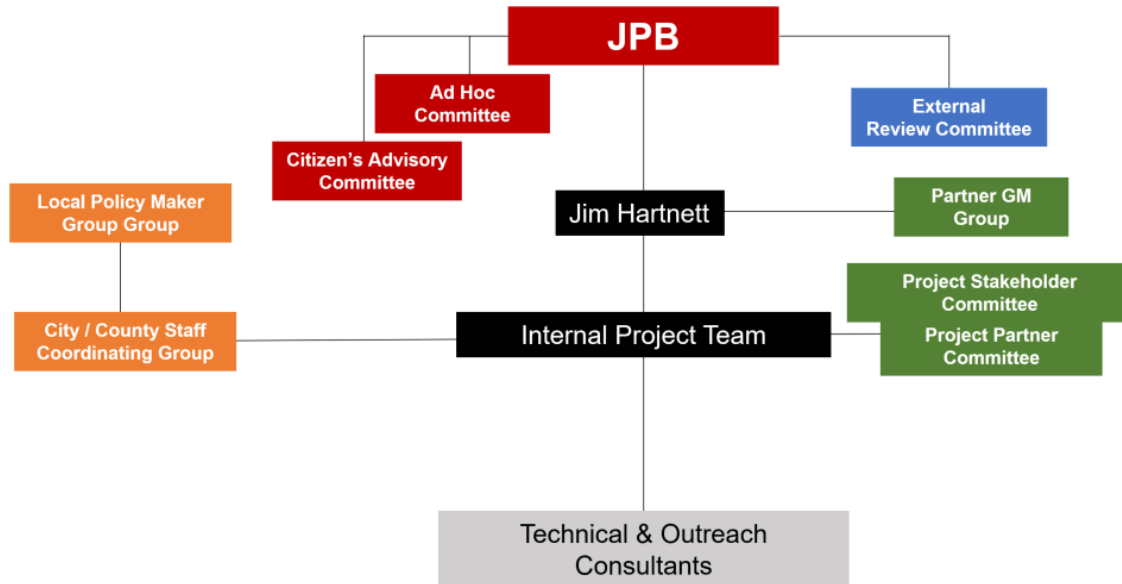 JPB
Ad Hoc
Committee
External
Review Committee
Citizen’s Advisory
Committee
Local Policy Maker
Group Group
Jim Hartnett
Partner GM
Group
Project Stakeholder
Committee
City / County Staff
Coordinating Group
Internal Project Team
Project Partner
Committee
Technical & Outreach
Consultants